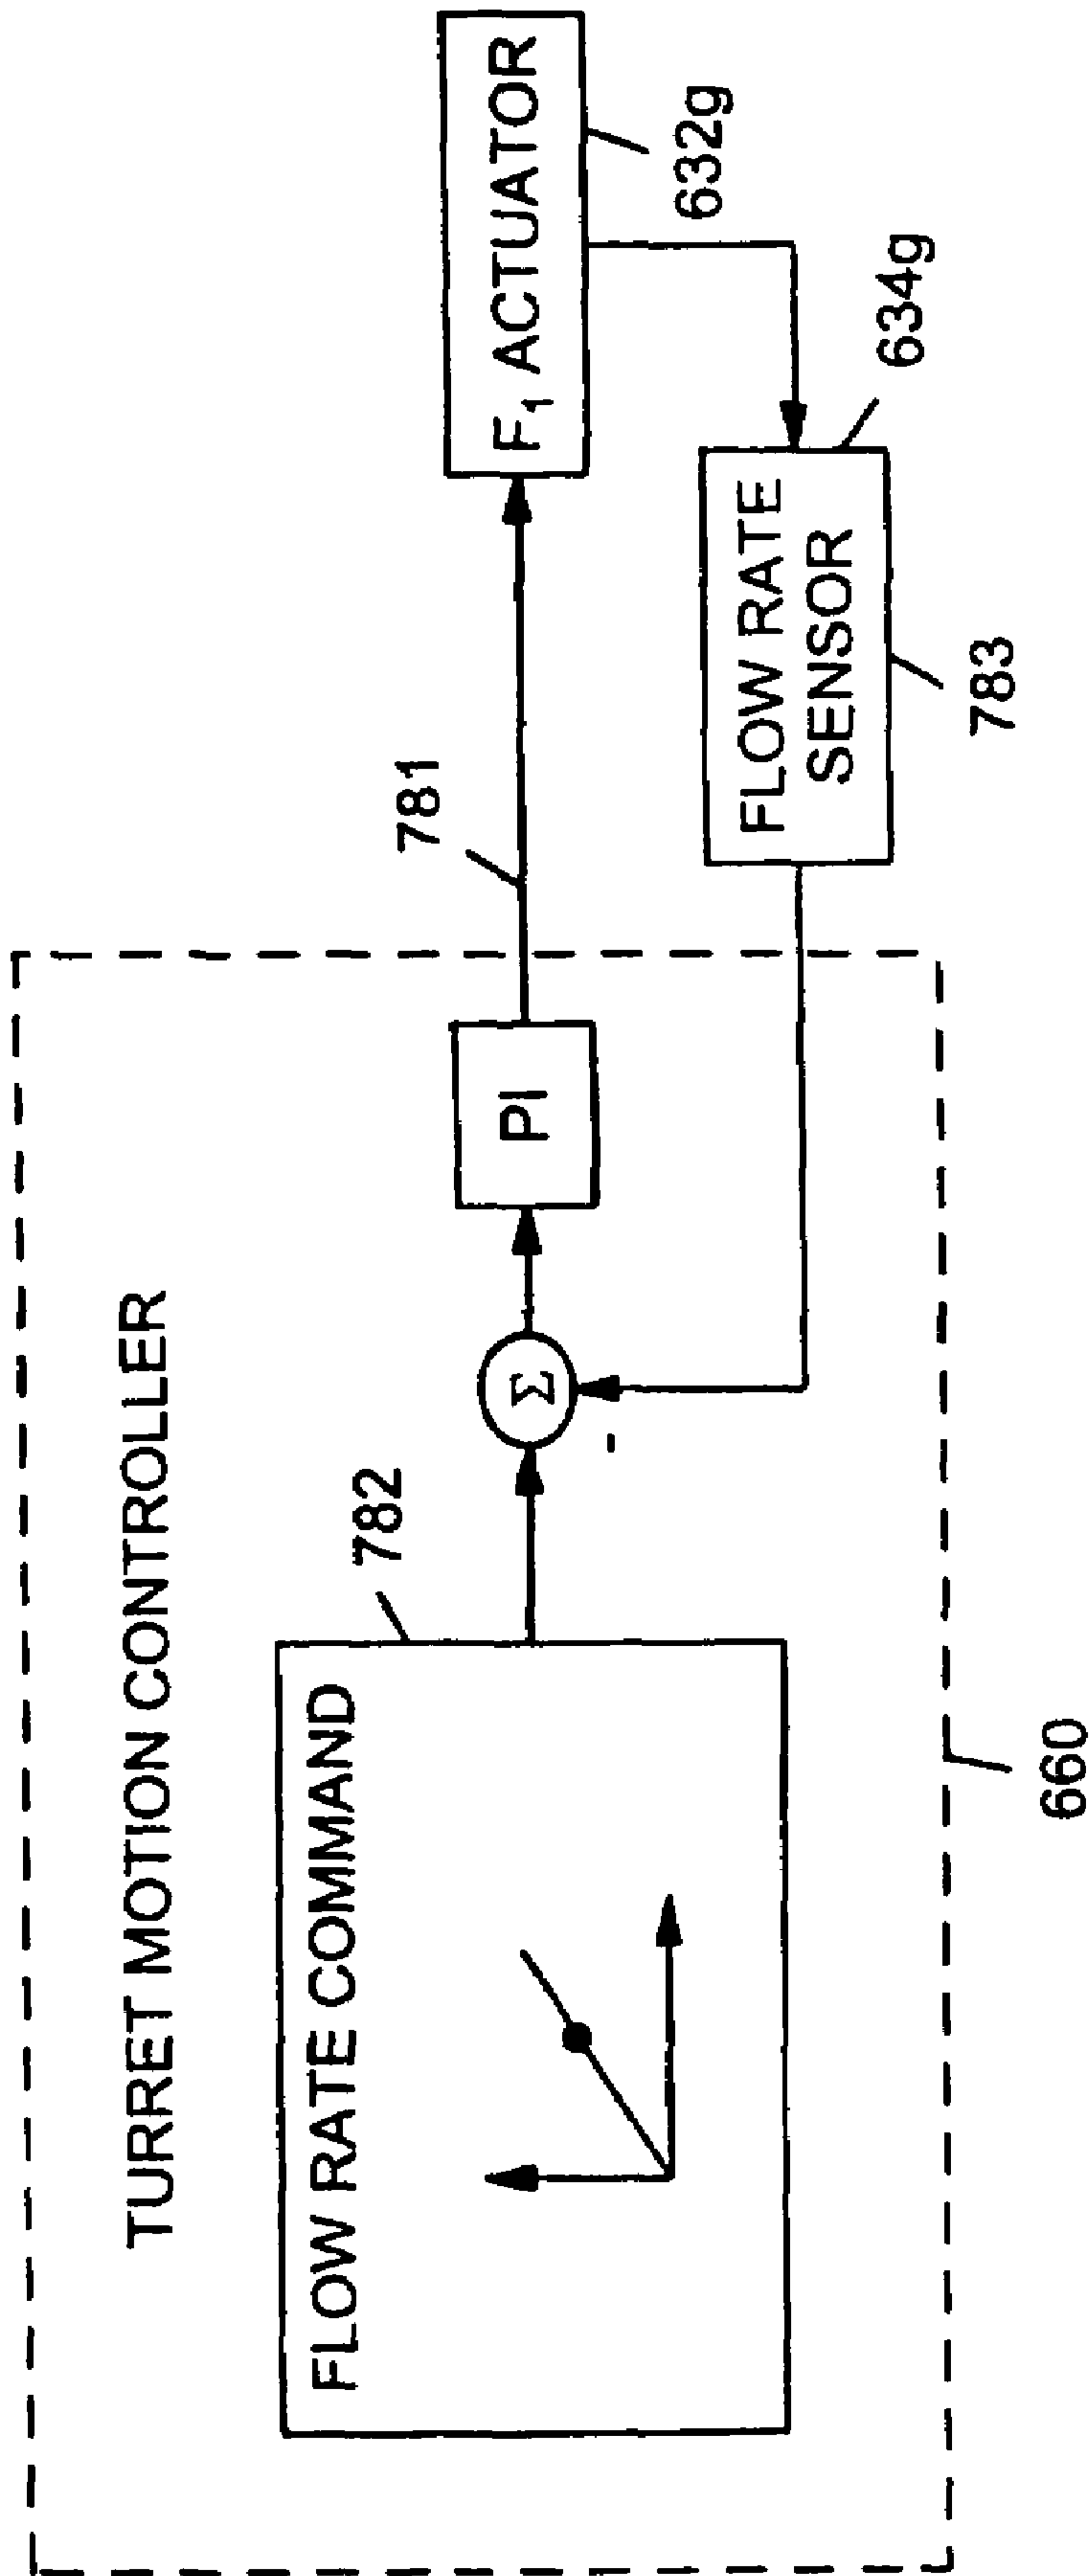 TURRET MOTION CONTROLLER
FLOW RATE COMMAND
782
Σ
-
PI
781
F₁ ACTUATOR
632g
FLOW RATE
SENSOR
634g
783
660